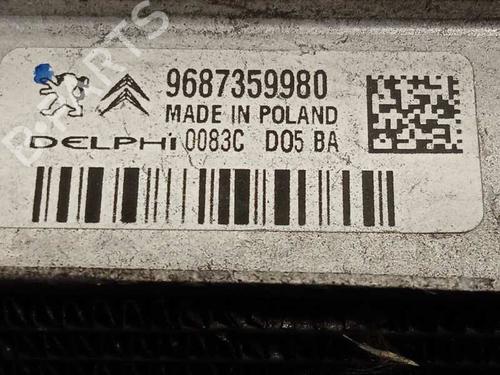 9687359980
MADE IN POLAND
DELPHI 0083C D05 BA